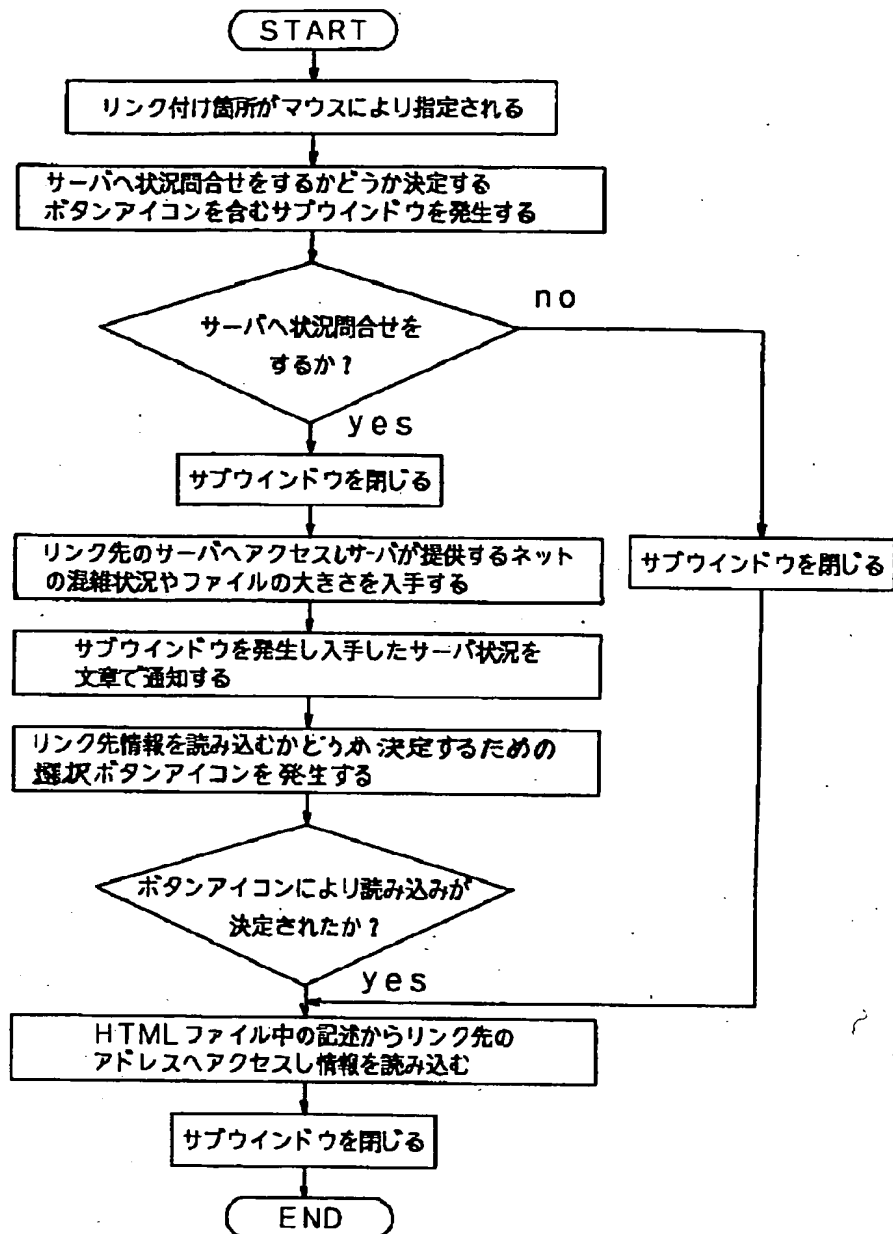 START
リンク付け箇所がマウスにより指定される
サーバへ状況問合せをするかどうか決定する
ボタンアイコンを含むサブウインドウを発生する
サーバへ状況問合せを
するか?
no
yes
サブウインドウを閉じる
リンク先のサーバへアクセスしサーバが提供するネット
の混雑状況やファイルの大きさを入手する
サブウインドウを閉じる
サブウインドウを発生し入手したサーバ状況を
文章で通知する
リンク先情報を読み込むかどうか決定するための
選択ボタンアイコンを発生する
ボタンアイコンにより読み込みが
決定されたか?
yes
HTMLファイル中の記述からリンク先の
アドレスへアクセスし情報を読み込む
サブウインドウを閉じる
END